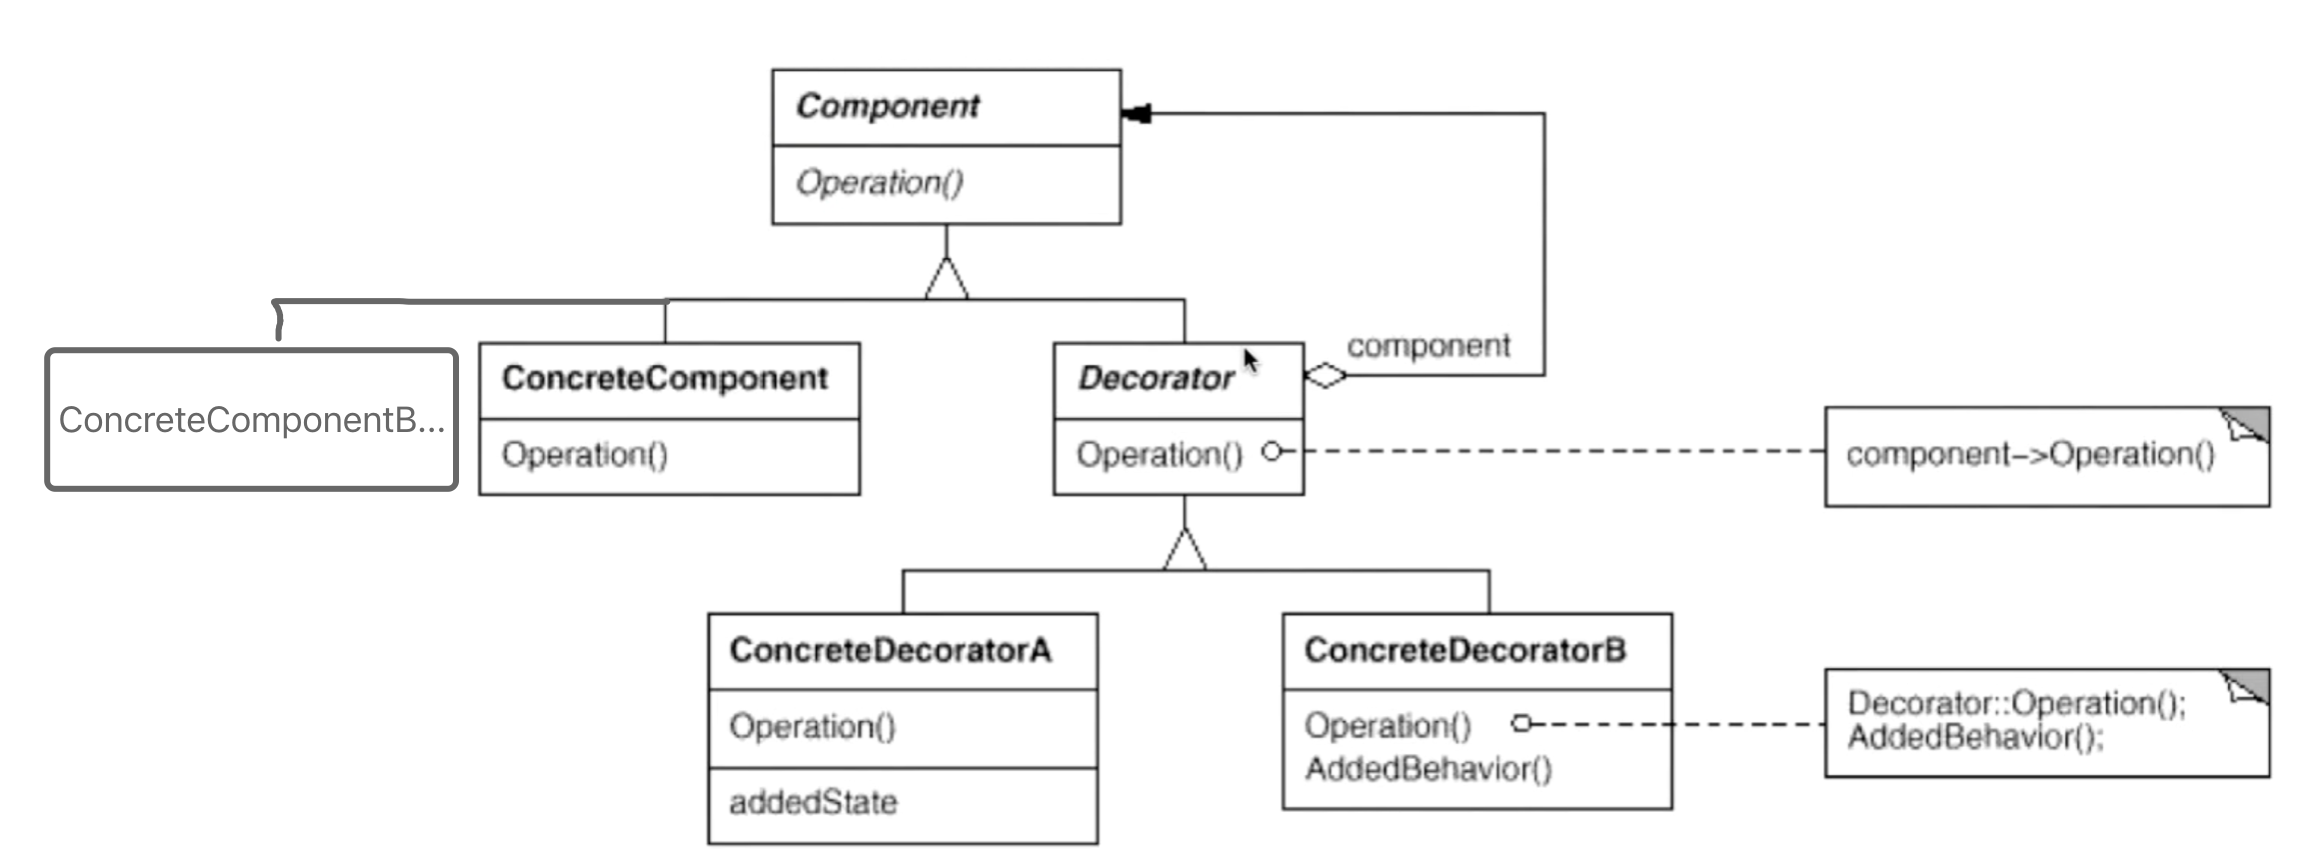 Component
Operation()
component
ConcreteComponentB...
ConcreteComponent
Operation()
Decorator
Operation()
component–>Operation()
ConcreteDecoratorA
Operation()
addedState
ConcreteDecoratorB
Operation()
AddedBehavior()
Decorator::Operation();
AddedBehavior();